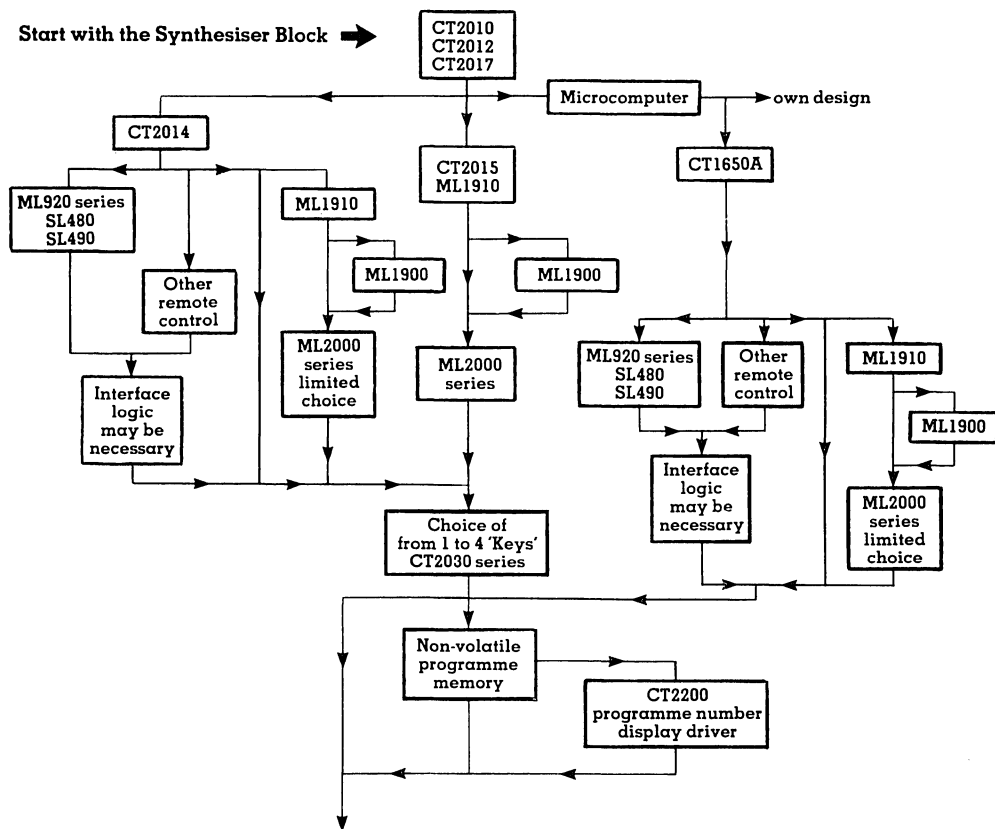 Start with the Synthesiser Block
CT2010
CT2012
CT2017
Microcomputer
own design
CT2014
CT2015
ML1910
CT1650A
ML920 series
SL480
SL490
ML1910
Other
remote
control
ML1900
ML1900
ML2000
series
limited
choice
ML2000
series
Interface
logic
may be
necessary
ML920 series
SL480
SL490
Other
remote
control
ML1910
ML1900
Interface
logic
may be
necessary
ML2000
series
limited
choice
Choice of
from 1 to 4 'Keys'
CT2030 series
Non-volatile
programme
memory
CT2200
programme number
display driver